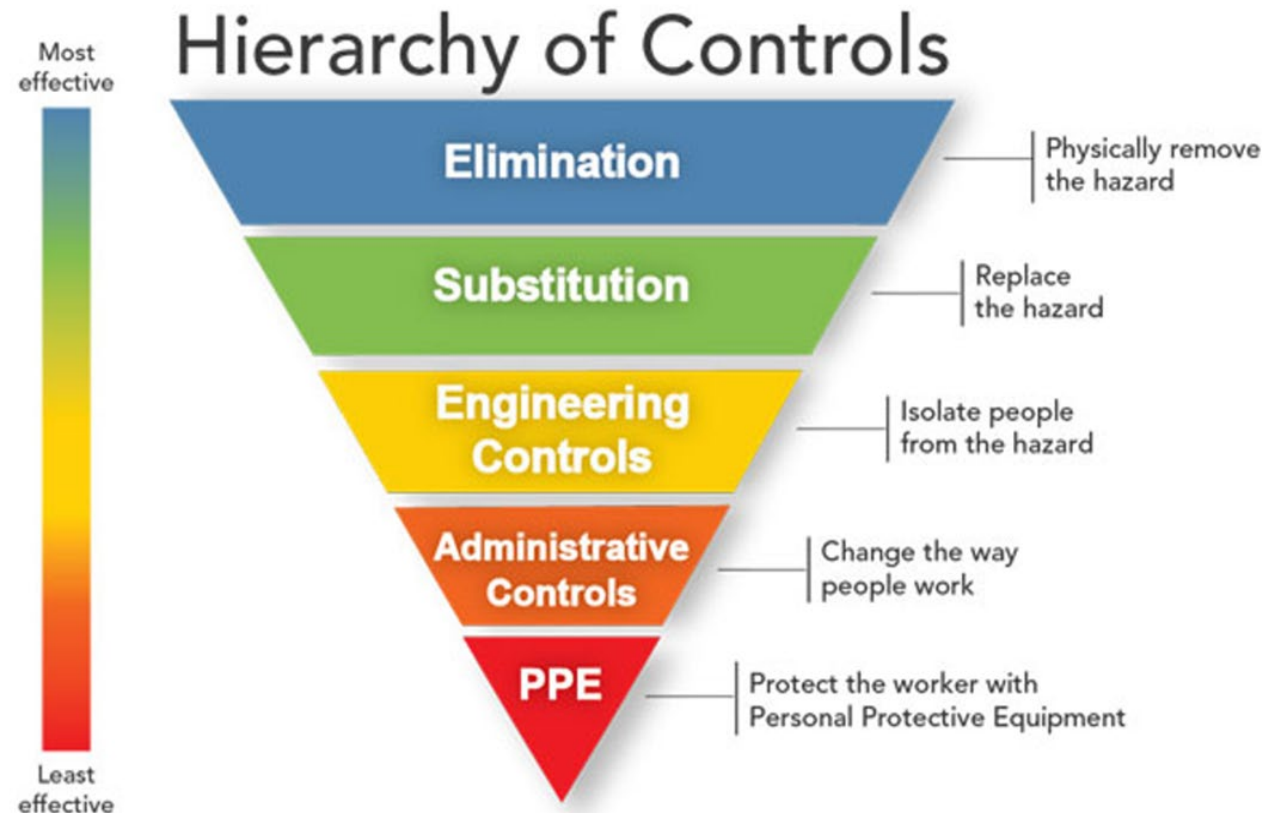 Hierarchy of Controls
Most
effective
Elimination
Physically remove
the hazard
Substitution
Replace
the hazard
Engineering
Controls
Isolate people
from the hazard
Administrative
Controls
Change the way
people work
PPE
Protect the worker with
Personal Protective Equipment
Least
effective